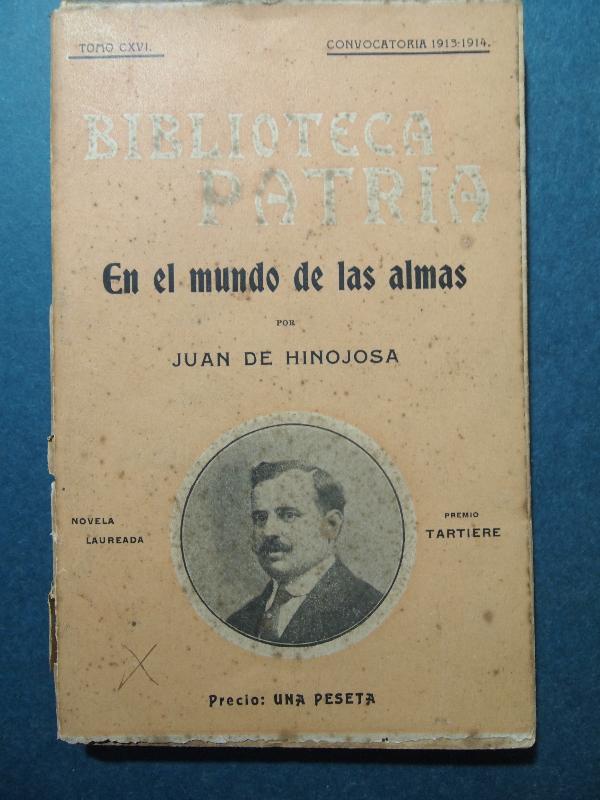 TOMO CXVI.
CONVOCATORIA 1913-1914.
BIBLIOTECA
PATRIA
En el mundo de las almas
POR
JUAN DE HINOJOSA
NOVELA
LAUREADA
PREMIO
TARTIERE
Precio: UNA PESETA